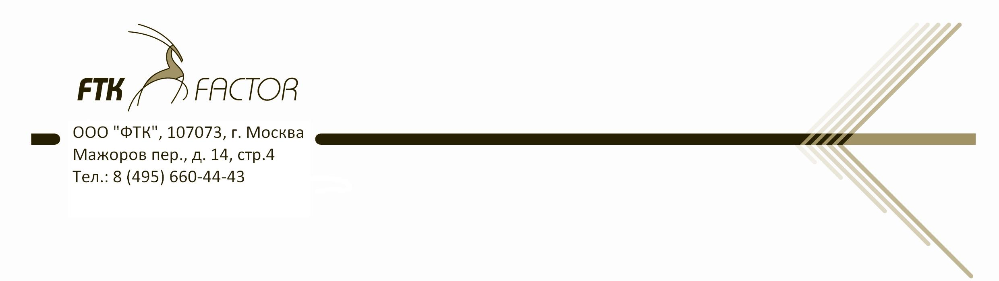 FTK FACTOR
ООО "ФТК", 107073, г. Москва
Мажоров пер., д. 14, стр.4
Тел.: 8 (495) 660-44-43